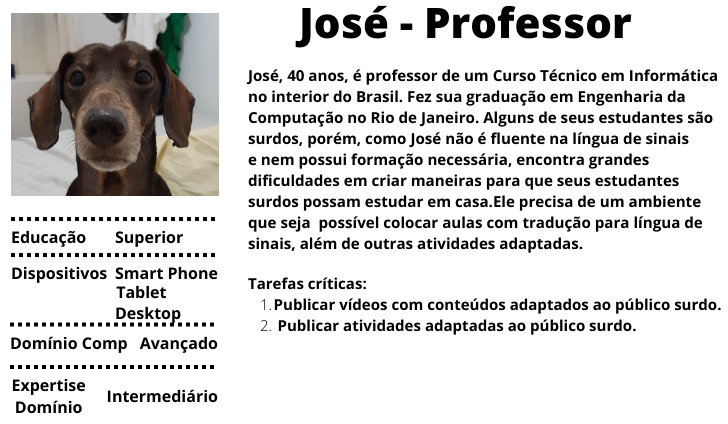 José - Professor
José, 40 anos, é professor de um Curso Técnico em Informática
no interior do Brasil. Fez sua graduação em Engenharia da
Computação no Rio de Janeiro. Alguns de seus estudantes são
surdos, porém, como José não é fluente na língua de sinais
e nem possui formação necessária, encontra grandes
dificuldades em criar maneiras para que seus estudantes
surdos possam estudar em casa.Ele precisa de um ambiente
que seja  possível colocar aulas com tradução para língua de
sinais, além de outras atividades adaptadas.
Tarefas críticas:
1. Publicar vídeos com conteúdos adaptados ao público surdo.
2. Publicar atividades adaptadas ao público surdo.
Educação Superior
Dispositivos Smart Phone
Tablet
Desktop
Domínio Comp Avançado
Expertise
Domínio
Intermediário